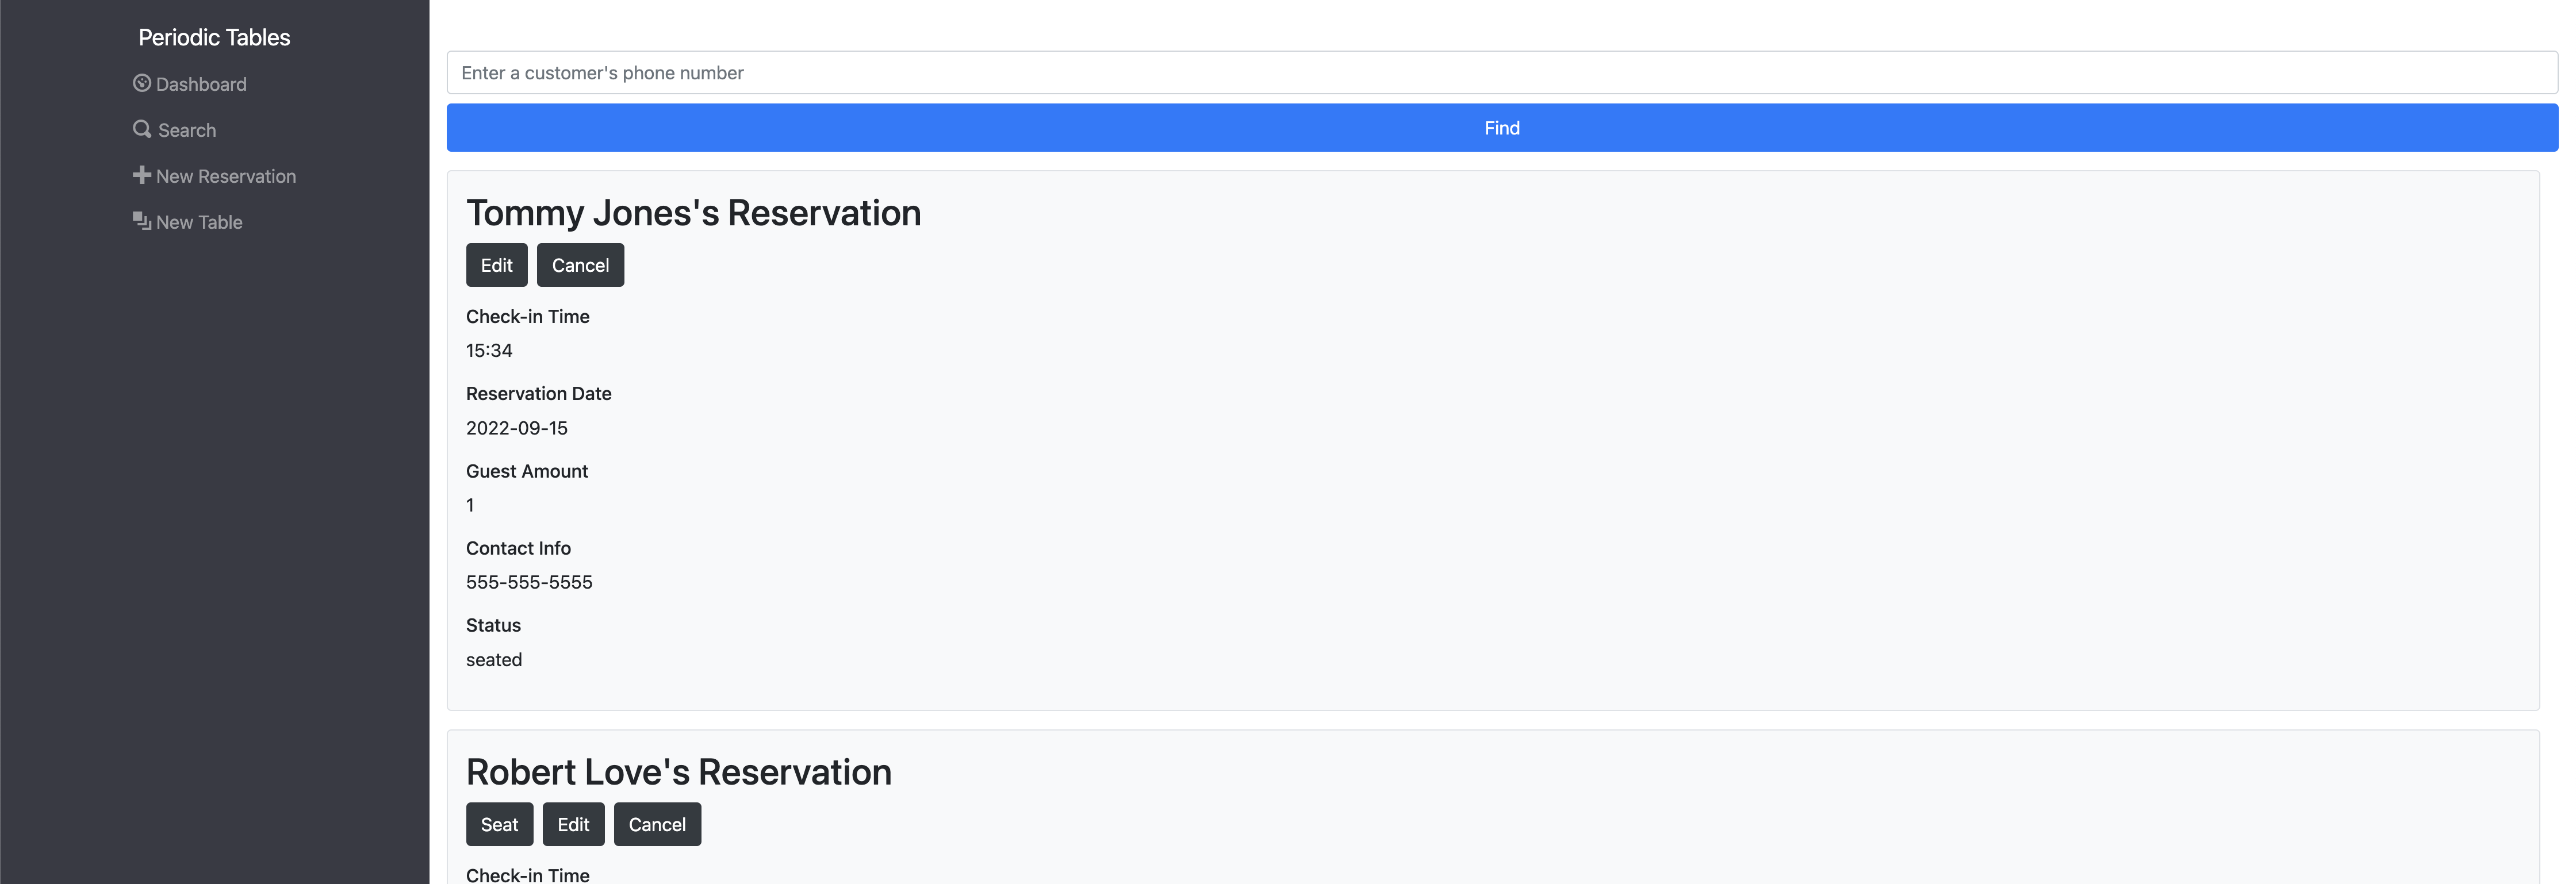 Periodic Tables
Dashboard
Search
New Reservation
New Table
Enter a customer's phone number
Find
Tommy Jones's Reservation
Edit Cancel
Check-in Time
15:34
Reservation Date
2022-09-15
Guest Amount
1
Contact Info
555-555-5555
Status
seated
Robert Love's Reservation
Seat Edit Cancel
Check-in Time